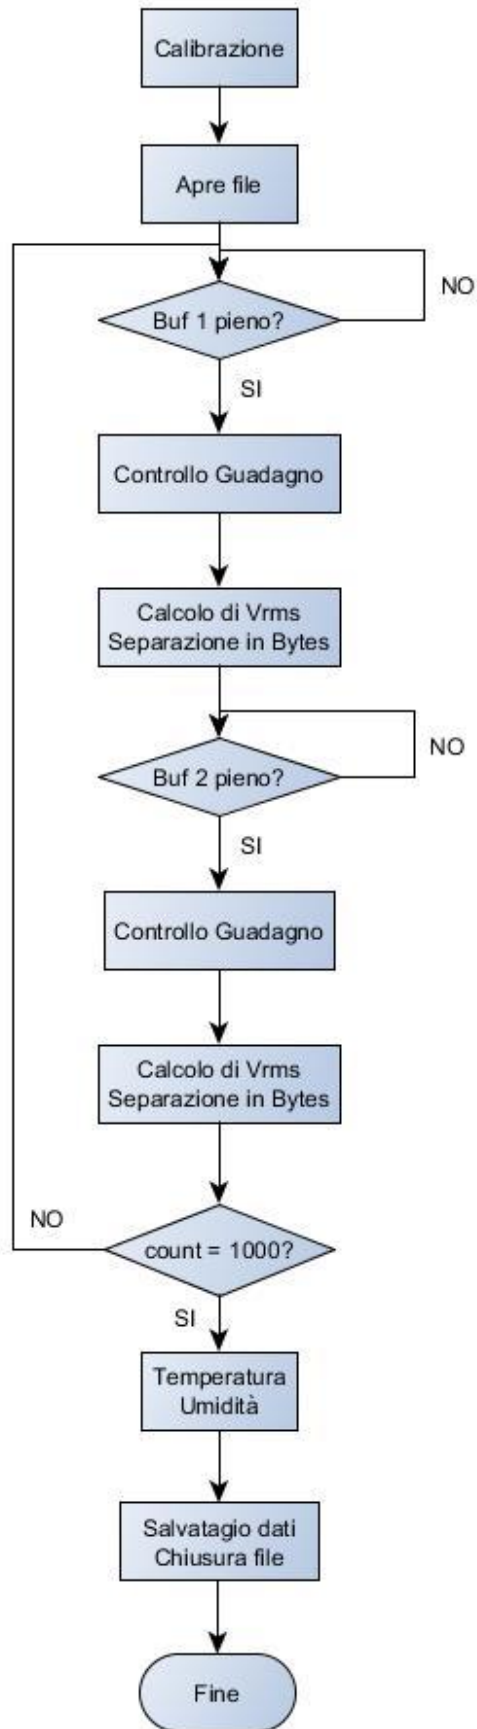 Calibrazione
Apre file
NO
Buf 1 pieno?
SI
Controllo Guadagno
Calcolo di Vrms
Separazione in Bytes
NO
Buf 2 pieno?
SI
Controllo Guadagno
Calcolo di Vrms
Separazione in Bytes
NO
count = 1000?
SI
Temperatura
Umidità
Salvatagio dati
Chiusura file
Fine